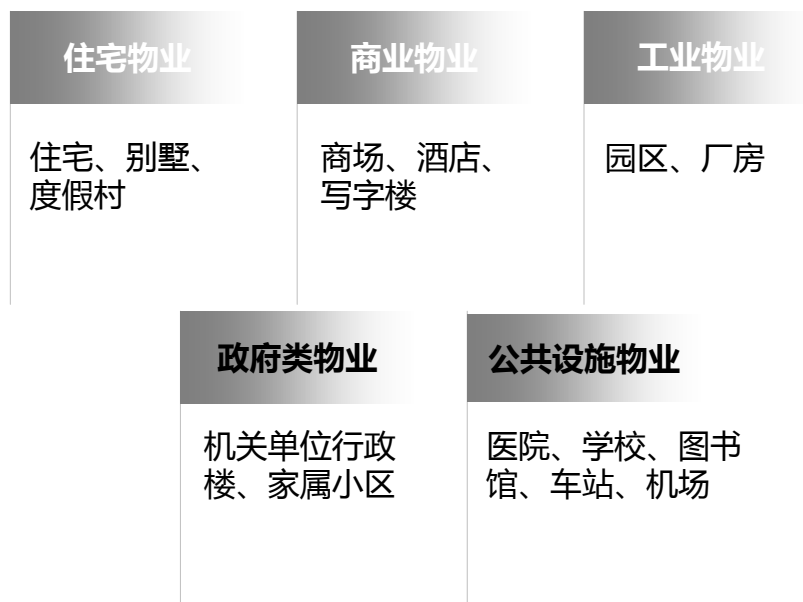 住宅物业
住宅、别墅、
度假村
商业物业
商场、酒店、
写字楼
工业物业
园区、厂房
政府类物业
机关单位行政
楼、家属小区
公共设施物业
医院、学校、图书
馆、车站、机场